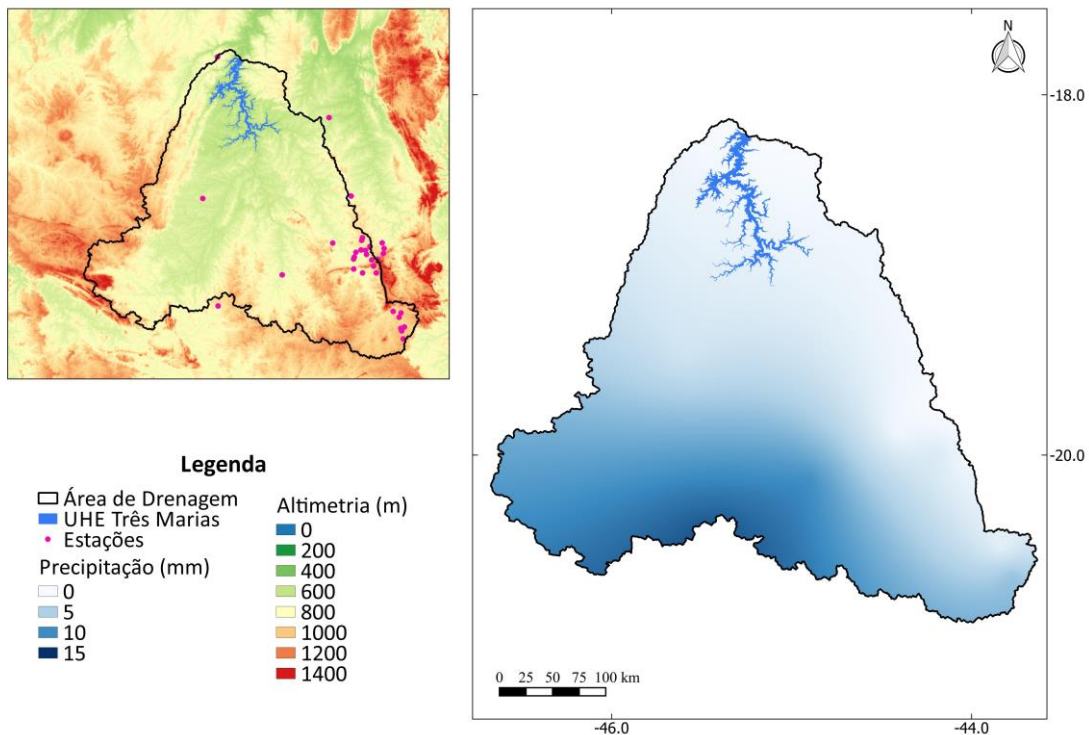 N
-18.0
-20.0
0 25 50 75 100 km
-46.0
-44.0
Legenda
Área de Drenagem
UHE Três Marias
Estações
Precipitação (mm)
0
5
10
15
Altimetria (m)
0
200
400
600
800
1000
1200
1400